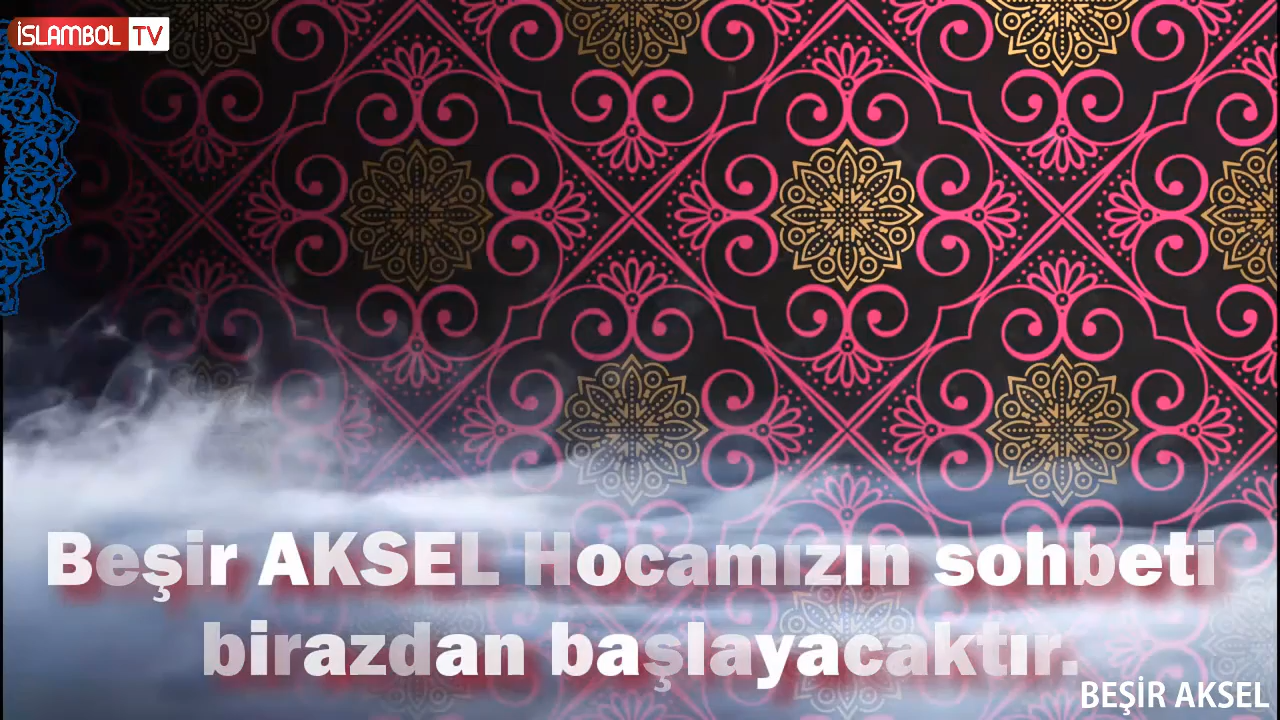 İSLAMBOL TV
Beşir AKSEL Hocamızın sohbeti
birazdan başlayacaktır.
BEŞİR AKSEL